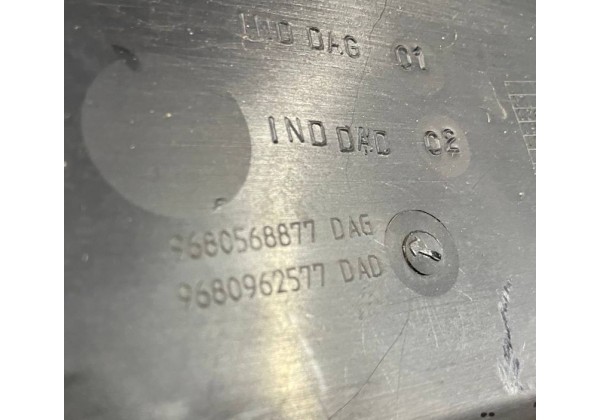 IND DAG 01
IND DAD 02
9680568877 DAG
9680962577 DAD